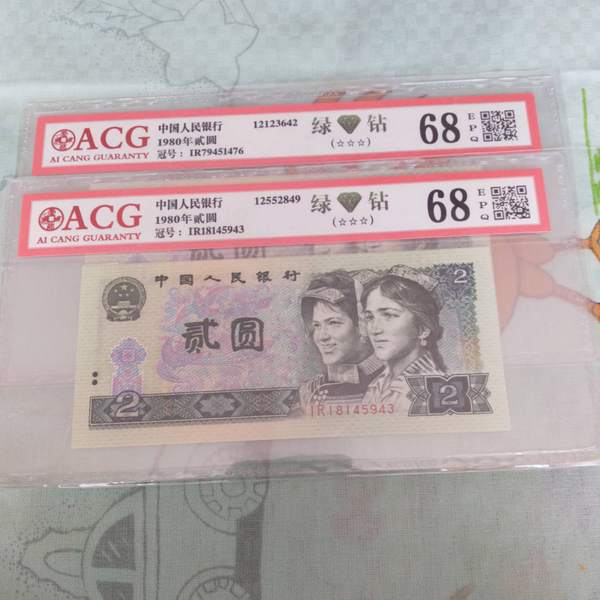 ACG
AI CANG GUARANTY
中国人民银行 12123642
1980年贰圆
冠号：IR79451476
绿 钻
(☆☆☆)
68
EPQ
ACG
AI CANG GUARANTY
中国人民银行 12552849
1980年贰圆
冠号：IR18145943
绿 钻
(☆☆☆)
68
EPQ
中国人民银行
2
贰圆
2
2
IR18145943